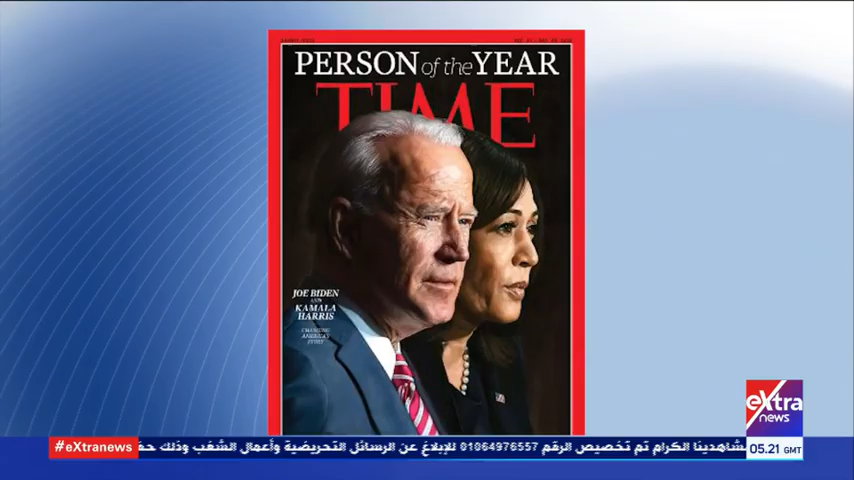 PERSON of the YEAR
TIME
JOE BIDEN
AND
KAMALA
HARRIS
CHANGING
AMERICA'S
STORY
eXtra
news
05.21 GMT
#eXtranews
مشاهدينا الكرام تم تخصيص الرقم 01064976557 للإبلاغ عن الرسائل التحريضية وأعمال الشغب وذلك